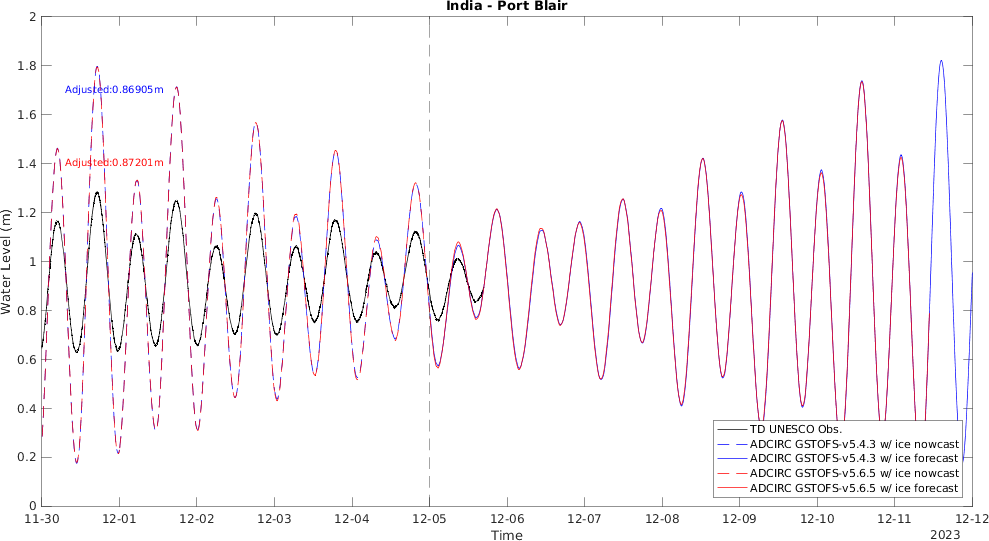 India - Port Blair
Water Level (m)
2
1.8
1.6
1.4
1.2
1
0.8
0.6
0.4
0.2
0
Adjusted:0.86905m
Adjusted:0.87201m
TD UNESCO Obs.
ADCIRC GSTOFS-v5.4.3 w/ ice nowcast
ADCIRC GSTOFS-v5.4.3 w/ ice forecast
ADCIRC GSTOFS-v5.6.5 w/ ice nowcast
ADCIRC GSTOFS-v5.6.5 w/ ice forecast
11-30 12-01 12-02 12-03 12-04 12-05 12-06 12-07 12-08 12-09 12-10 12-11 12-12
Time
2023